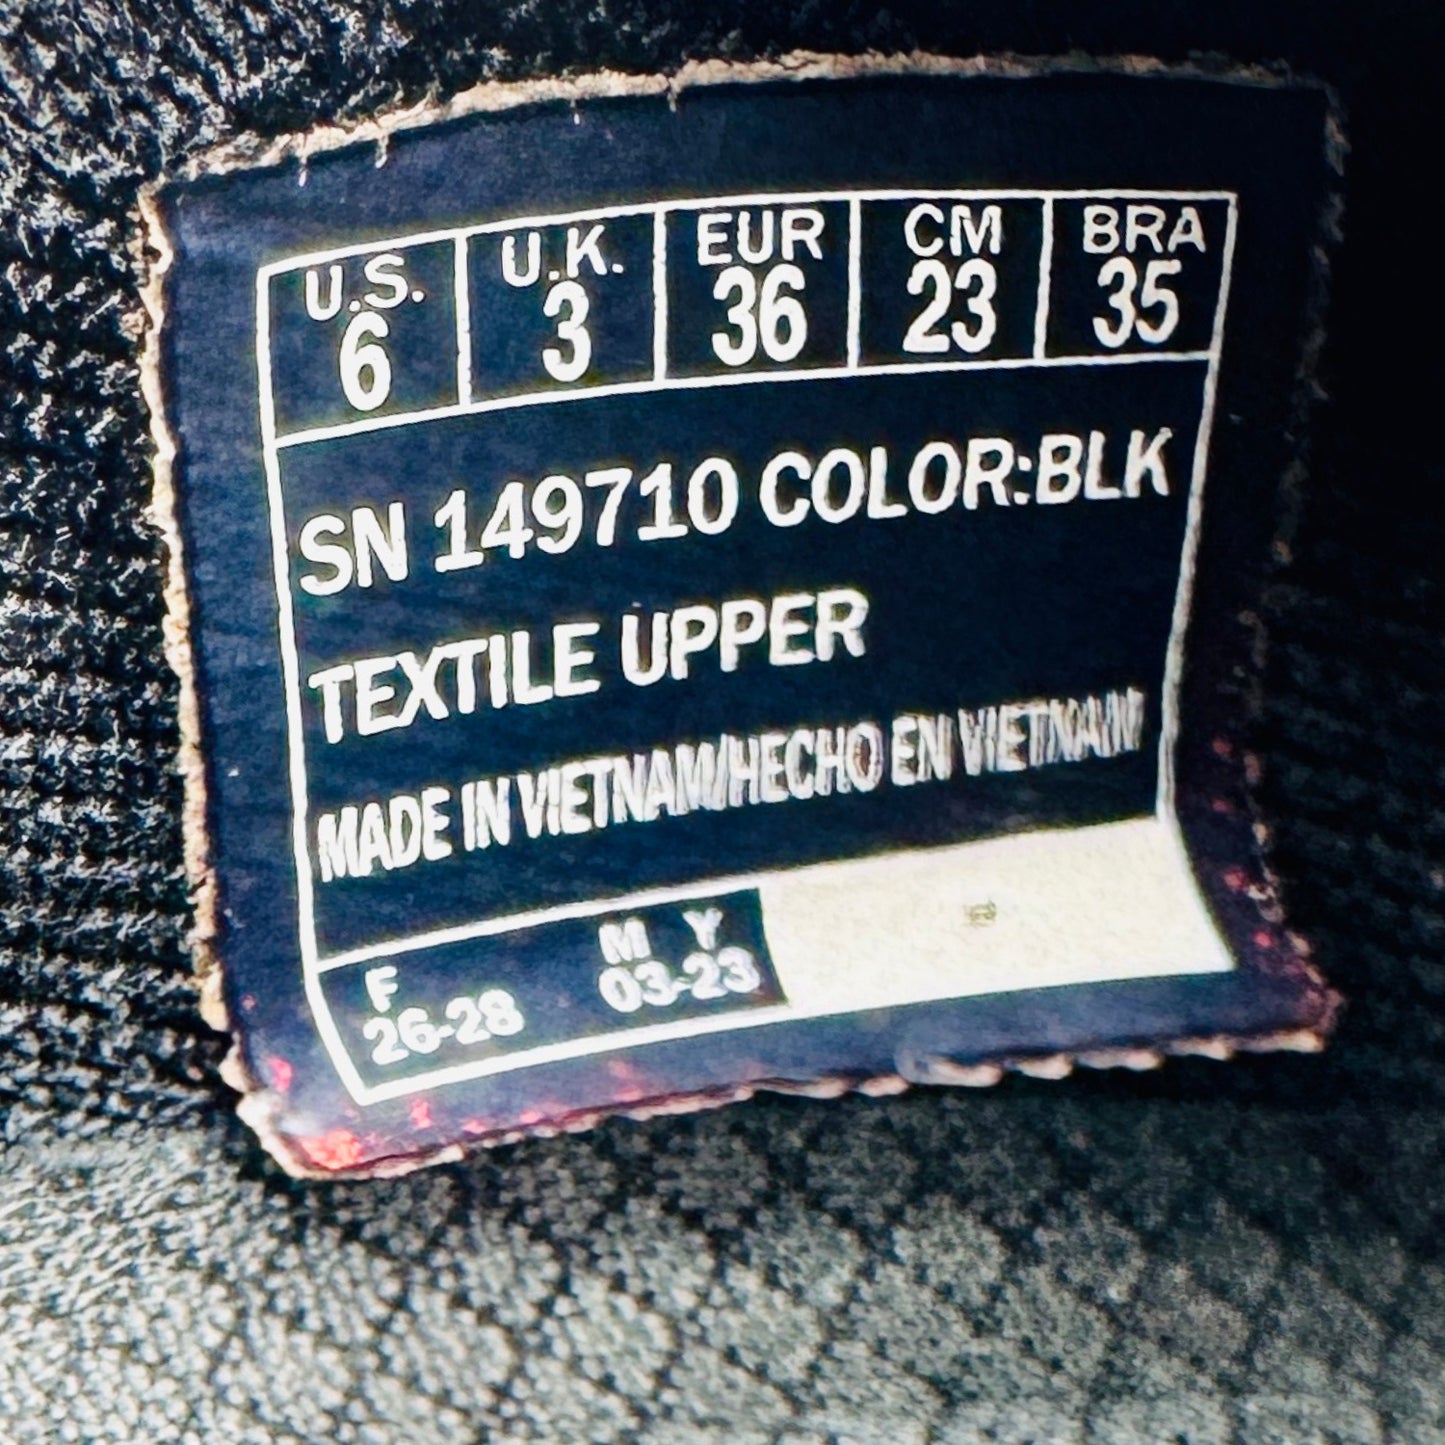 U.S. U.K. EUR CM BRA
6 3 36 23 35
SN 149710 COLOR:BLK
TEXTILE UPPER
MADE IN VIETNAM/HECHO EN VIETNAM
F M Y
26-28 03-23